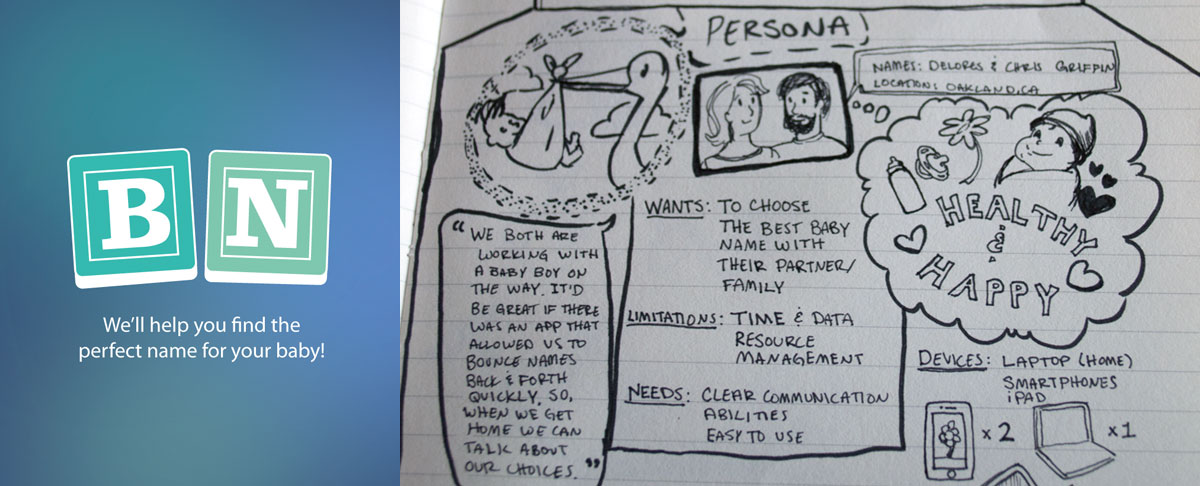 B N
We'll help you find the
perfect name for your baby!
PERSONA
NAMES: DELORES & CHRIS GRIFFIN
LOCATION: OAKLAND, CA
HEALTHY
&
HAPPY
WANTS: TO CHOOSE
THE BEST BABY
NAME WITH
THEIR PARTNER/
FAMILY
LIMITATIONS: TIME & DATA
RESOURCE
MANAGEMENT
NEEDS: CLEAR COMMUNICATION
ABILITIES
EASY TO USE
"WE BOTH ARE
WORKING WITH
A BABY BOY ON
THE WAY. IT'D
BE GREAT IF THERE
WAS AN APP THAT
ALLOWED US TO
BOUNCE NAMES
BACK & FORTH
QUICKLY. SO,
WHEN WE GET
HOME WE CAN
TALK ABOUT
OUR CHOICES."
DEVICES: LAPTOP (HOME)
SMARTPHONES
iPAD
x 2
x 1